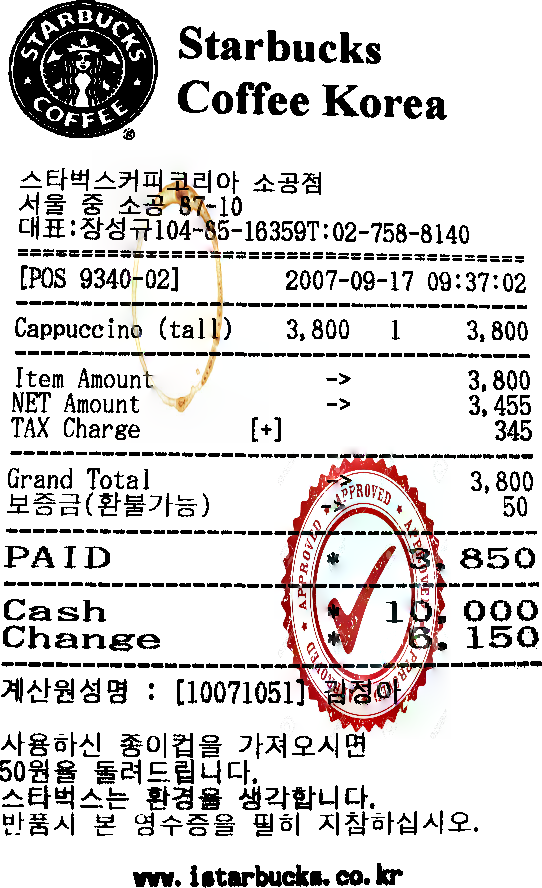 STARBUCKS
COFFEE
®
Starbucks
Coffee Korea
스타벅스커피코리아 소공점
서울 중 소공 87-10
대표:장성규104-85-16359T:02-758-8140
[POS 9340-02] 2007-09-17 09:37:02
Cappuccino (tall) 3,800 1 3,800
Item Amount -> 3,800
NET Amount -> 3,455
TAX Charge [+] 345
Grand Total -> 3,800
보증금(환불가능) 50
PAID * 3,850
Cash * 10,000
Change * 6,150
계산원성명 : [10071051] 김정아
APPROVED APPROVED APPROVED APPROVED APPROVED
사용하신 종이컵을 가져오시면
50원을 돌려드립니다.
스타벅스는 환경을 생각합니다.
반품시 본 영수증을 필히 지참하십시오.
www.istarbucks.co.kr